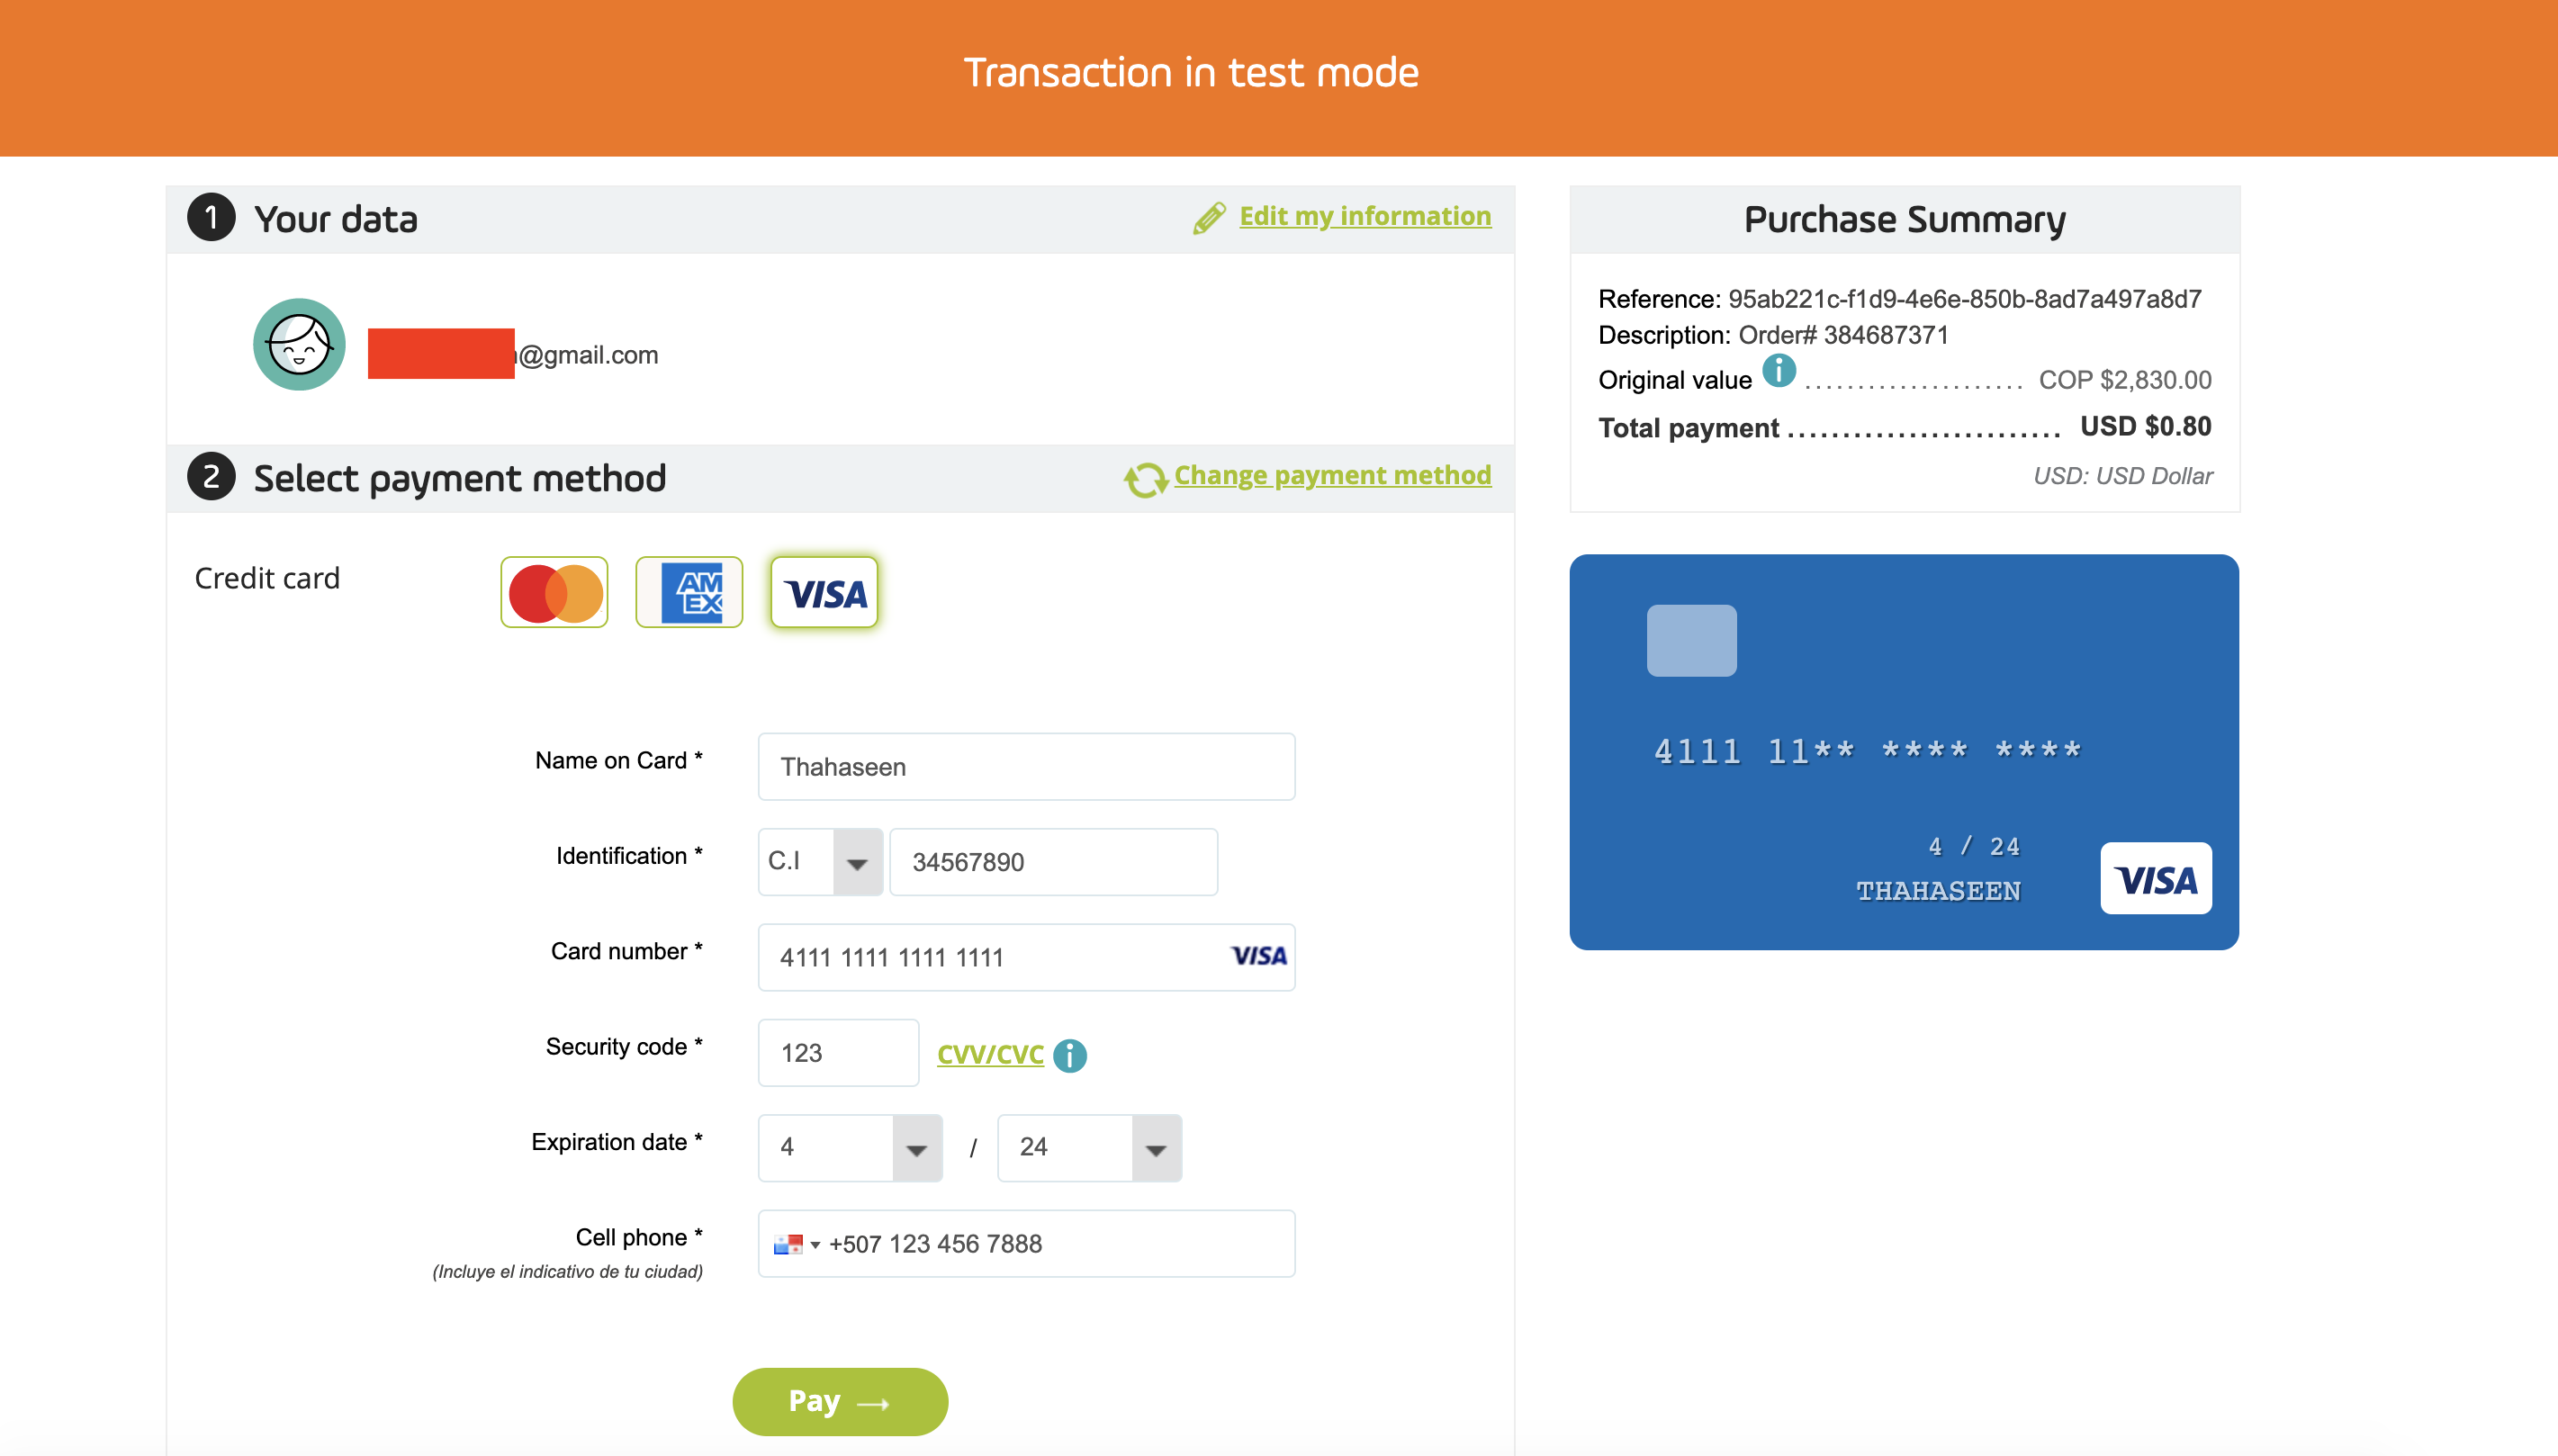 Transaction in test mode
1 Your data
Edit my information
@gmail.com
2 Select payment method
Change payment method
Credit card
AM
EX
VISA
Name on Card *
Thahaseen
Identification *
C.I
34567890
Card number *
4111 1111 1111 1111
VISA
Security code *
123
CVV/CVC
i
Expiration date *
4
/
24
Cell phone *
(Incluye el indicativo de tu ciudad)
+507 123 456 7888
Pay →
Purchase Summary
Reference: 95ab221c-f1d9-4e6e-850b-8ad7a497a8d7
Description: Order# 384687371
Original value i ..................... COP $2,830.00
Total payment ......................... USD $0.80
USD: USD Dollar
4111 11** **** ****
4 / 24
THAHASEEN
VISA